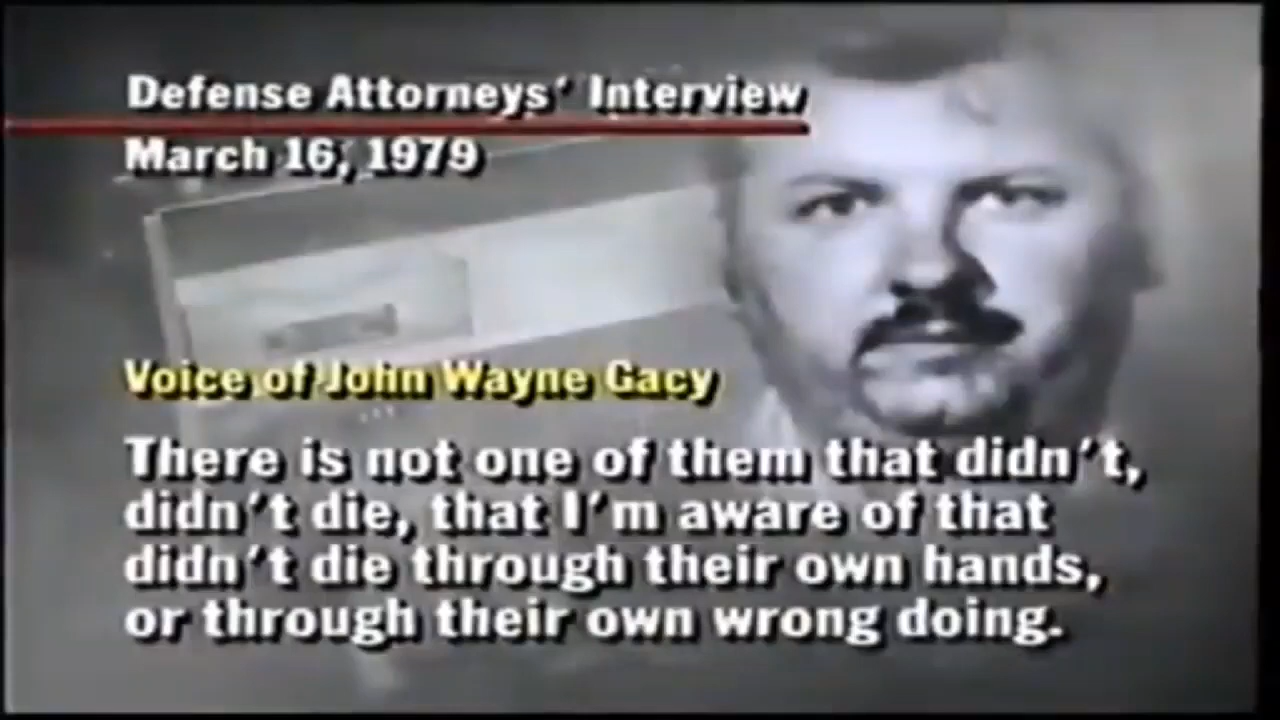 Defense Attorneys' Interview
March 16, 1979
Voice of John Wayne Gacy
There is not one of them that didn't,
didn't die, that I'm aware of that
didn't die through their own hands,
or through their own wrong doing.